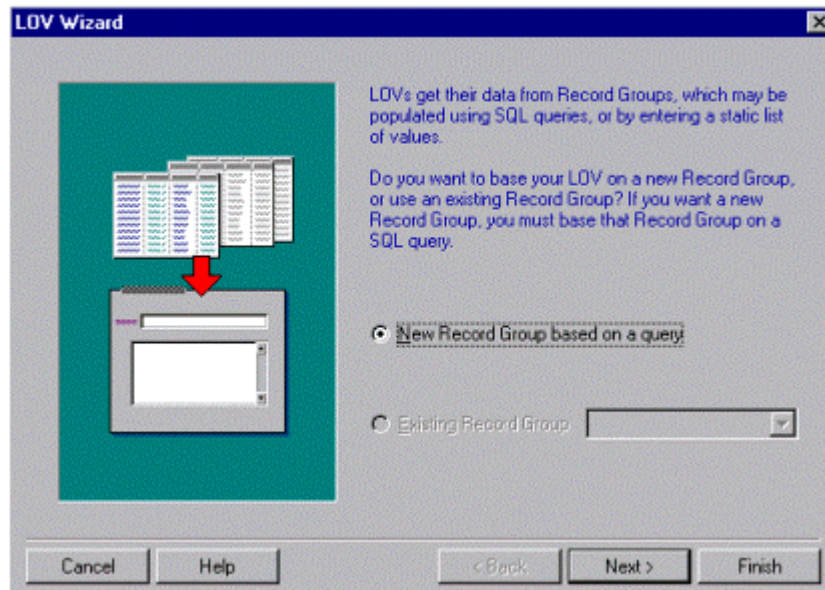 LOV Wizard
LOVs get their data from Record Groups, which may be
populated using SQL queries, or by entering a static list
of values.
Do you want to base your LOV on a new Record Group,
or use an existing Record Group? If you want a new
Record Group, you must base that Record Group on a
SQL query.
New Record Group based on a query
Existing Record Group
Cancel Help < Back Next > Finish